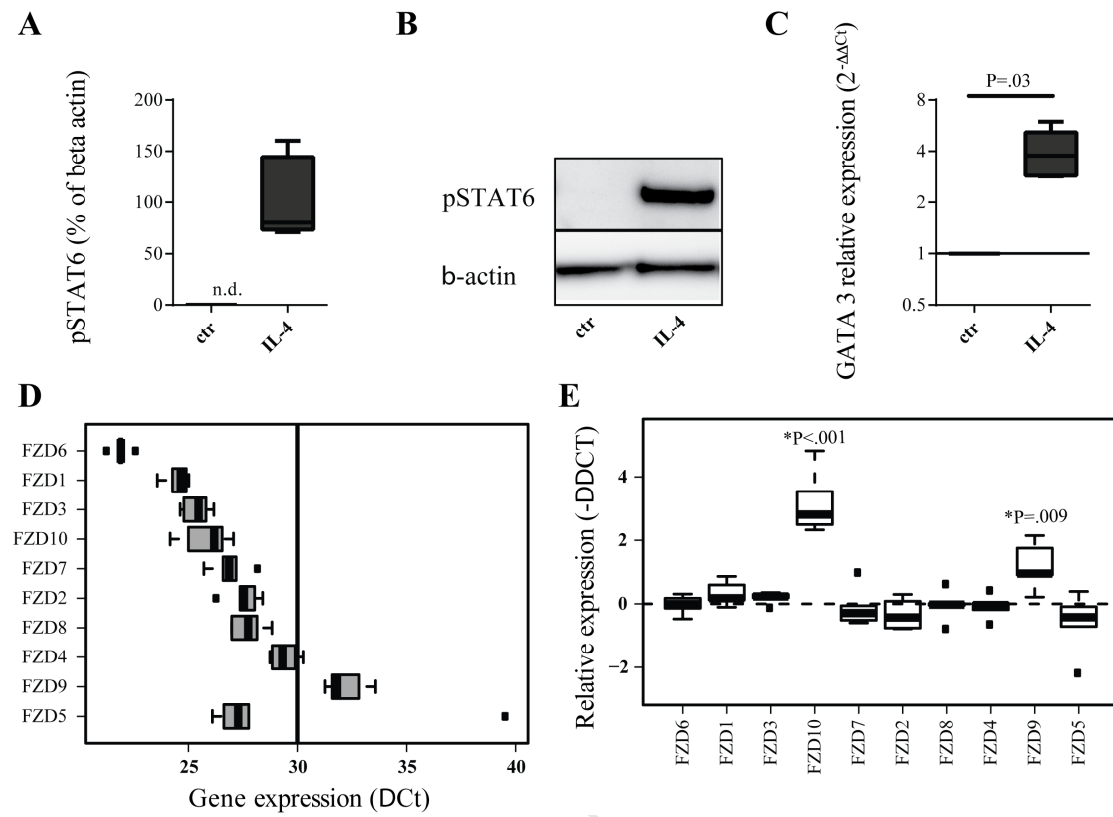 A
pSTAT6 (% of beta actin)
200
150
100
50
0
n.d.
ctr
IL-4
B
pSTAT6
b-actin
ctr
IL-4
C
GATA 3 relative expression (2^-ΔΔCt)
P=.03
8
4
2
1
0.5
ctr
IL-4
D
FZD6
FZD1
FZD3
FZD10
FZD7
FZD2
FZD8
FZD4
FZD9
FZD5
25
30
35
40
Gene expression (DCt)
E
Relative expression (-DDCT)
*P<.001
*P=.009
4
2
0
−2
FZD6
FZD1
FZD3
FZD10
FZD7
FZD2
FZD8
FZD4
FZD9
FZD5